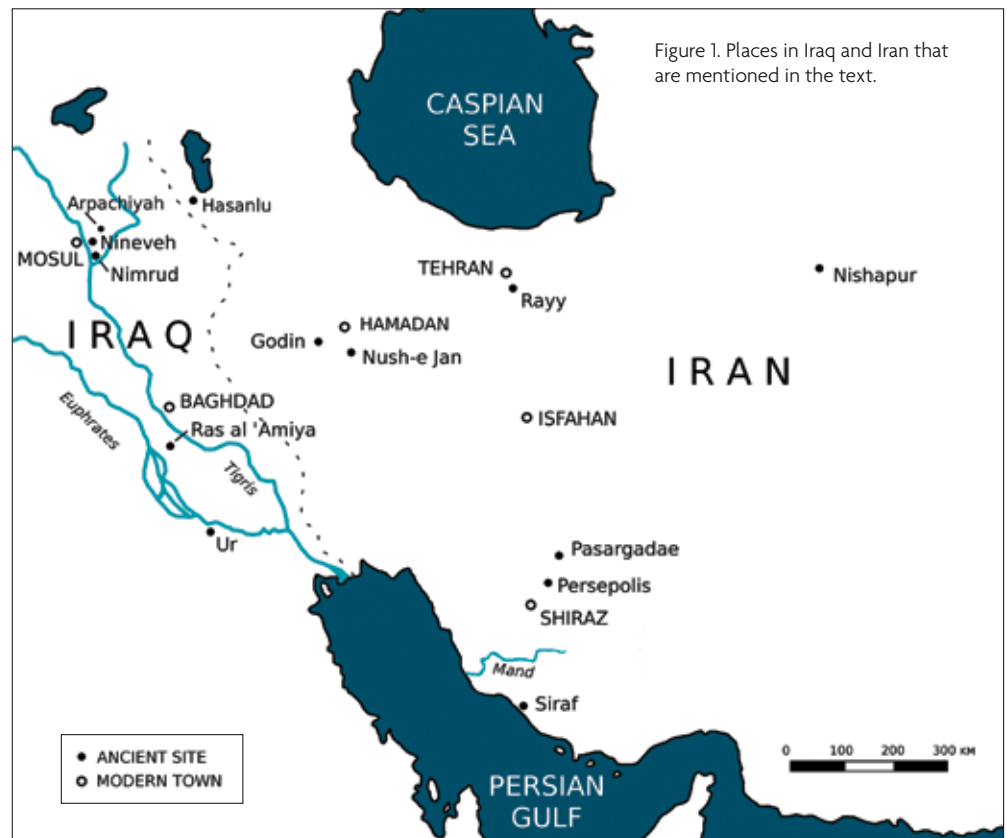 Figure 1. Places in Iraq and Iran that
are mentioned in the text.
CASPIAN
SEA
Arpachiyah
Hasanlu
Nineveh
MOSUL
Nimrud
TEHRAN
Rayy
Nishapur
IRAQ
Godin
HAMADAN
Nush-e Jan
IRAN
Euphrates
BAGHDAD
Ras al 'Amiya
Tigris
ISFAHAN
Ur
Pasargadae
Persepolis
SHIRAZ
Mand
Siraf
ANCIENT SITE
MODERN TOWN
0 100 200 300 KM
PERSIAN
GULF